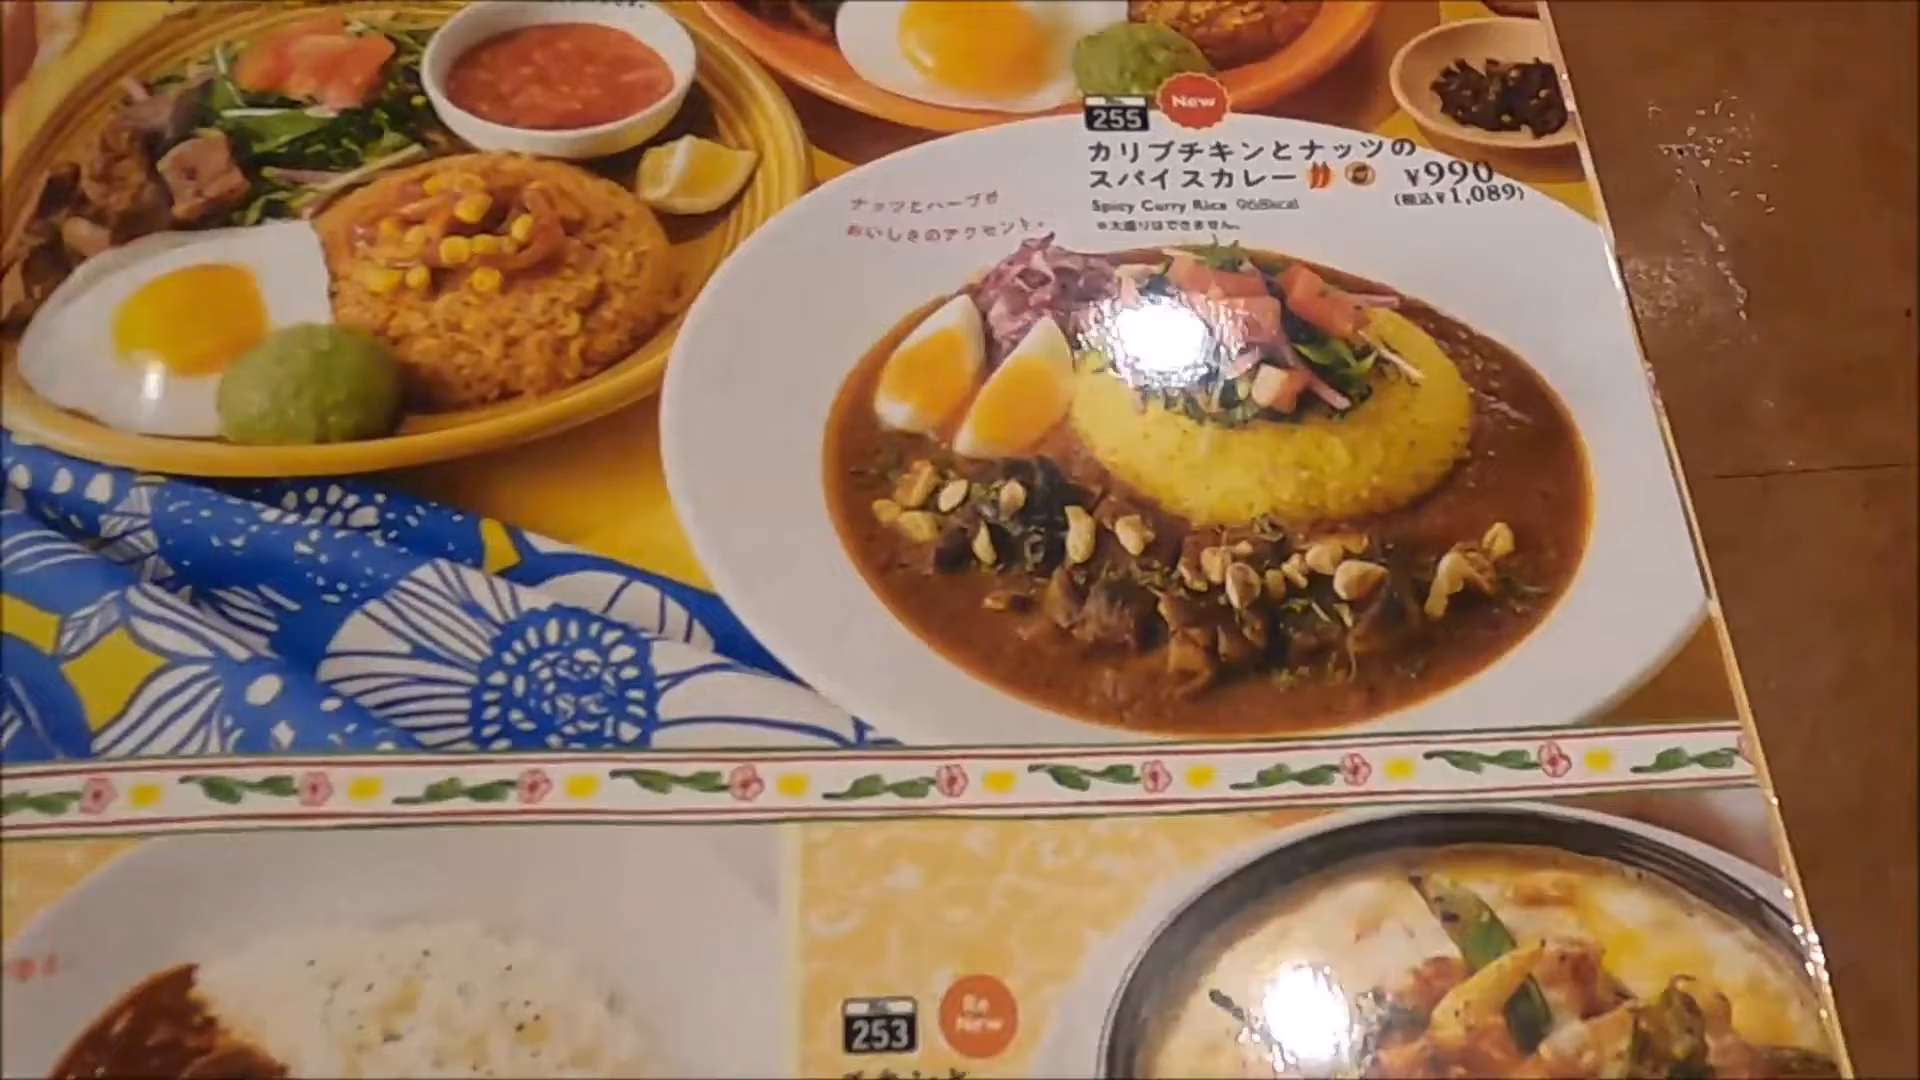 255
New
カリブチキンとナッツの
スパイスカレー
¥990
(税込¥1,089)
Spicy Curry Rice 968kcal
※大盛りはできません。
ナッツとハーブが
おいしさのアクセント。
253
Re
New